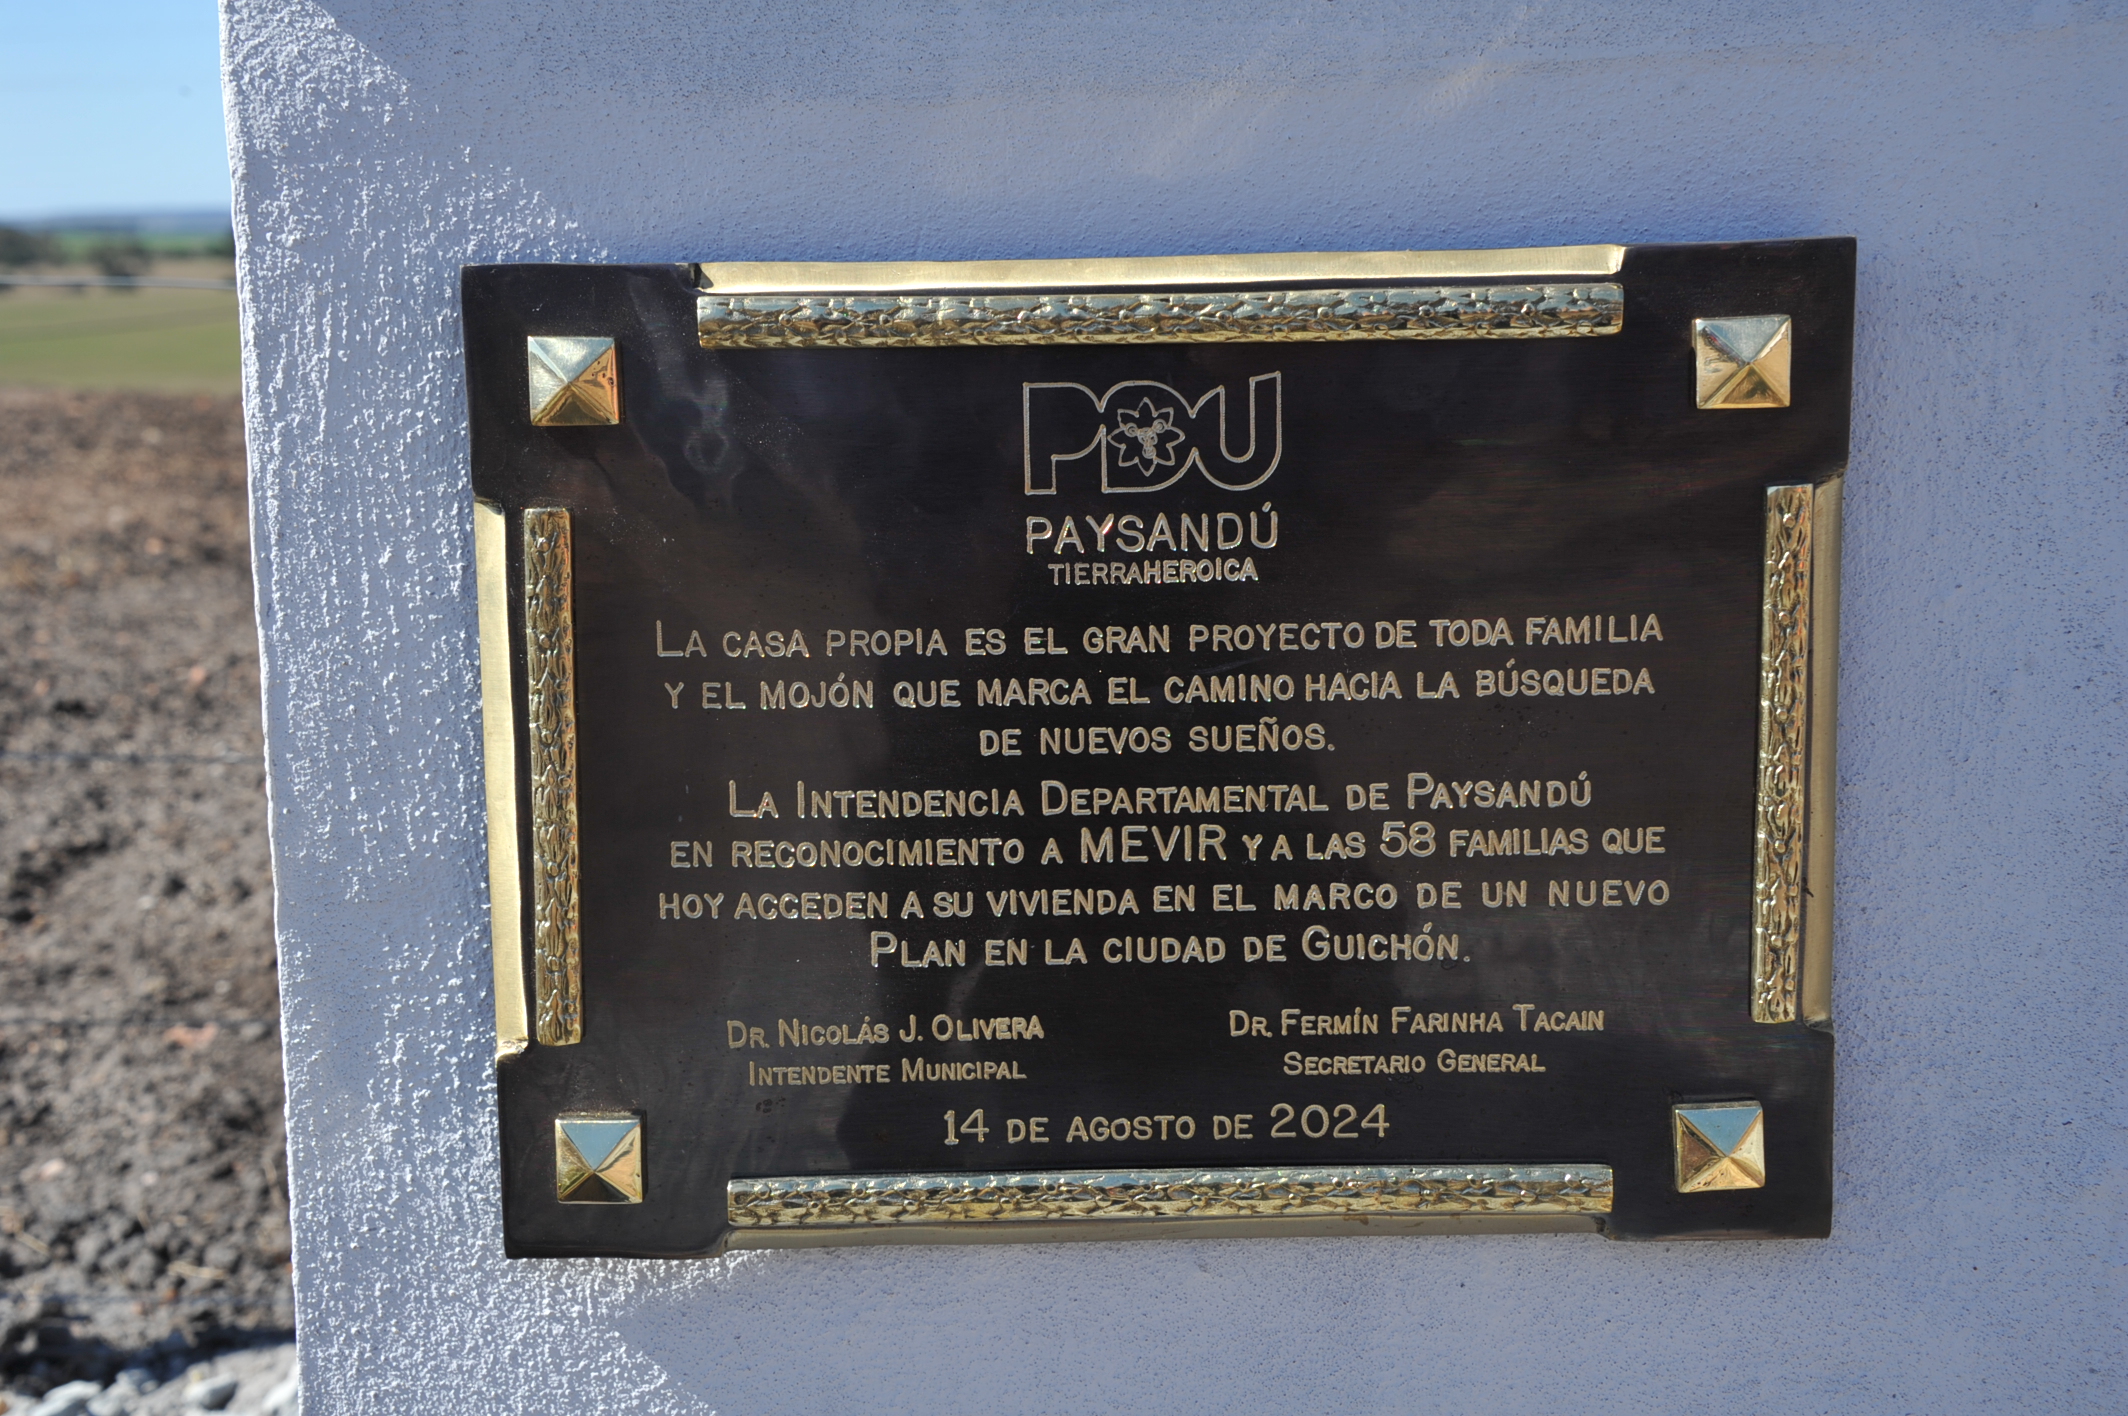 PDU
PAYSANDÚ
TIERRAHEROICA
LA CASA PROPIA ES EL GRAN PROYECTO DE TODA FAMILIA
Y EL MOJÓN QUE MARCA EL CAMINO HACIA LA BÚSQUEDA
DE NUEVOS SUEÑOS.
LA INTENDENCIA DEPARTAMENTAL DE PAYSANDÚ
EN RECONOCIMIENTO A MEVIR Y A LAS 58 FAMILIAS QUE
HOY ACCEDEN A SU VIVIENDA EN EL MARCO DE UN NUEVO
PLAN EN LA CIUDAD DE GUICHÓN.
DR. NICOLÁS J. OLIVERA
INTENDENTE MUNICIPAL
DR. FERMÍN FARINHA TACAIN
SECRETARIO GENERAL
14 DE AGOSTO DE 2024